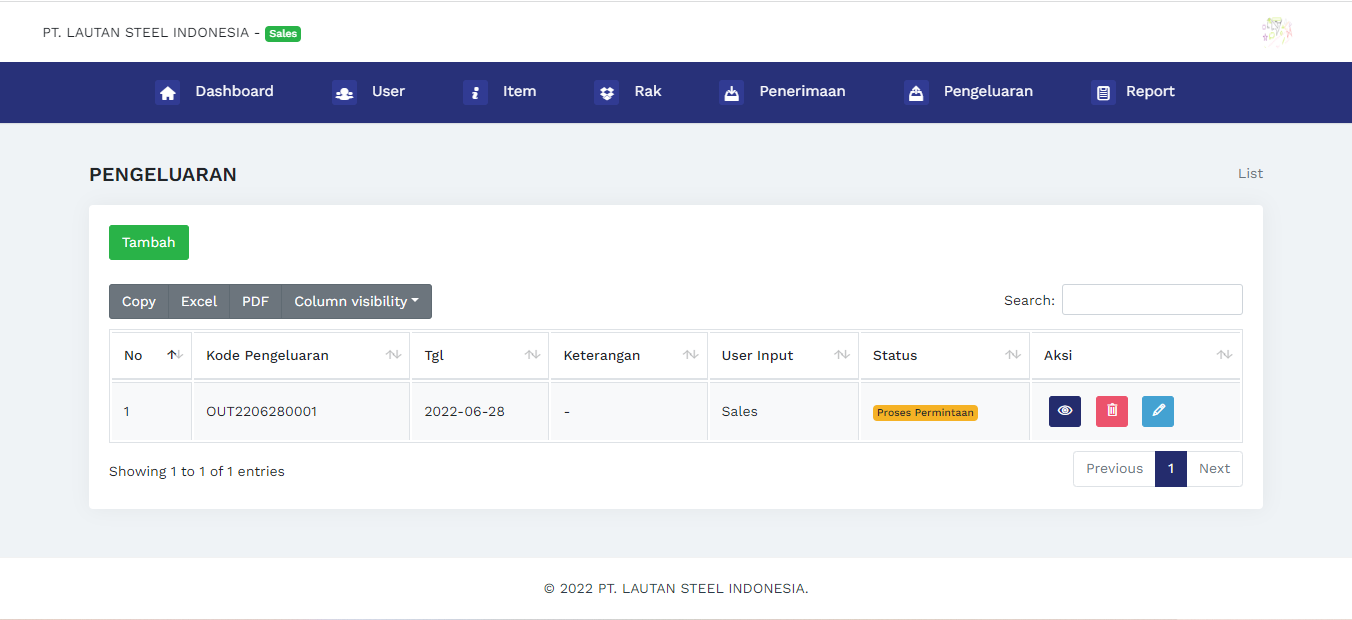 PT. LAUTAN STEEL INDONESIA - Sales
Dashboard User Item Rak Penerimaan Pengeluaran Report
PENGELUARAN List
Tambah
Copy Excel PDF Column visibility Search:
No Kode Pengeluaran Tgl Keterangan User Input Status Aksi
1 OUT2206280001 2022-06-28 - Sales Proses Permintaan
Showing 1 to 1 of 1 entries Previous 1 Next
© 2022 PT. LAUTAN STEEL INDONESIA.